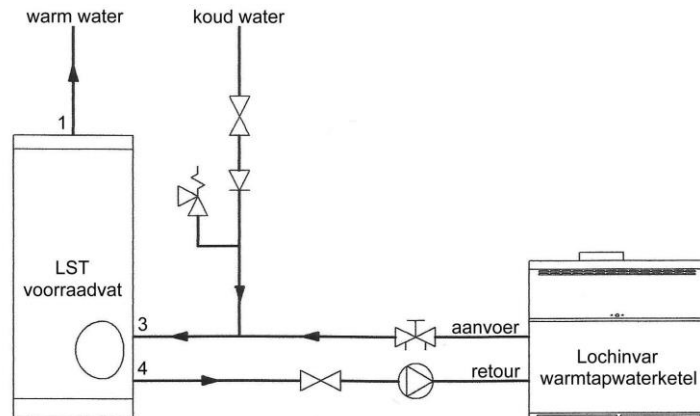 warm water
koud water
1
LST
voorraadvat
3
aanvoer
4
retour
Lochinvar
warmtapwaterketel